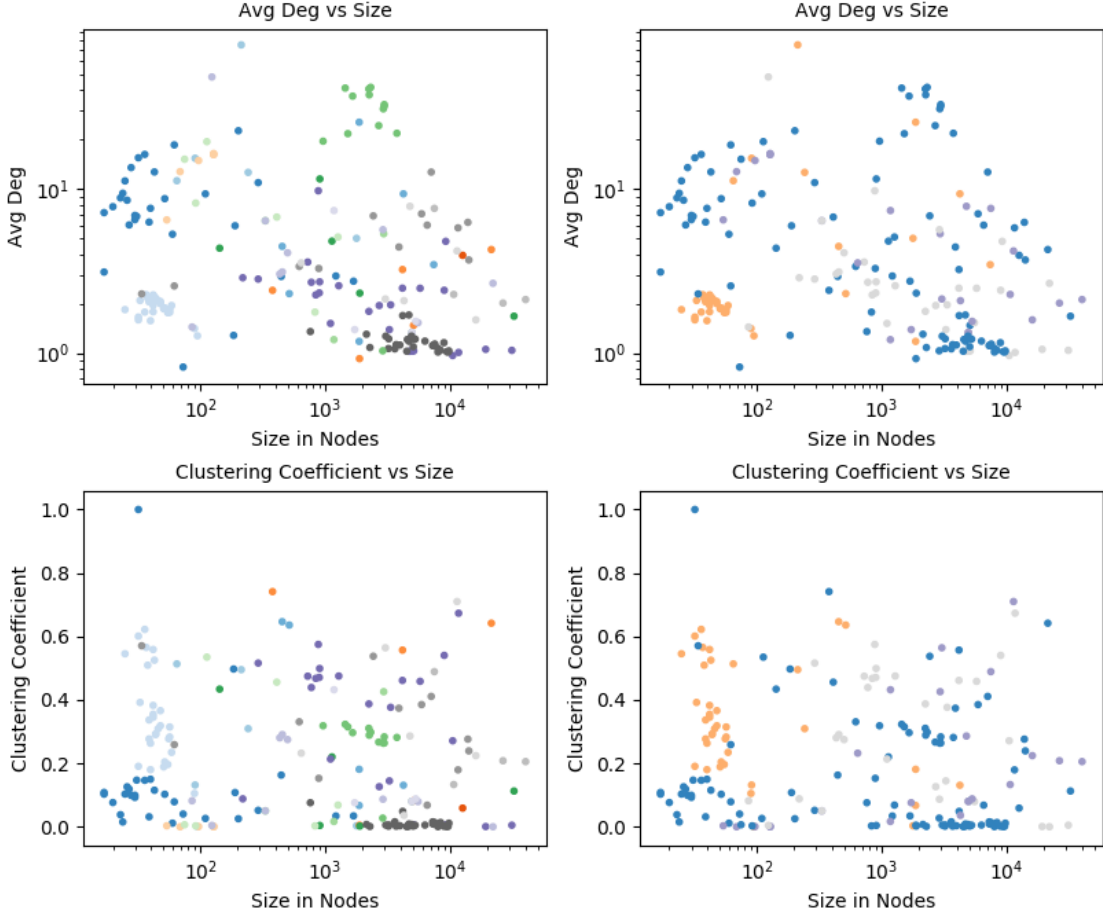 Avg Deg vs Size
Avg Deg vs Size
Avg Deg
10¹
10⁰
10² 10³ 10⁴
Size in Nodes
Avg Deg
10¹
10⁰
10² 10³ 10⁴
Size in Nodes
Clustering Coefficient vs Size
Clustering Coefficient vs Size
Clustering Coefficient
1.0
0.8
0.6
0.4
0.2
0.0
10² 10³ 10⁴
Size in Nodes
Clustering Coefficient
1.0
0.8
0.6
0.4
0.2
0.0
10² 10³ 10⁴
Size in Nodes